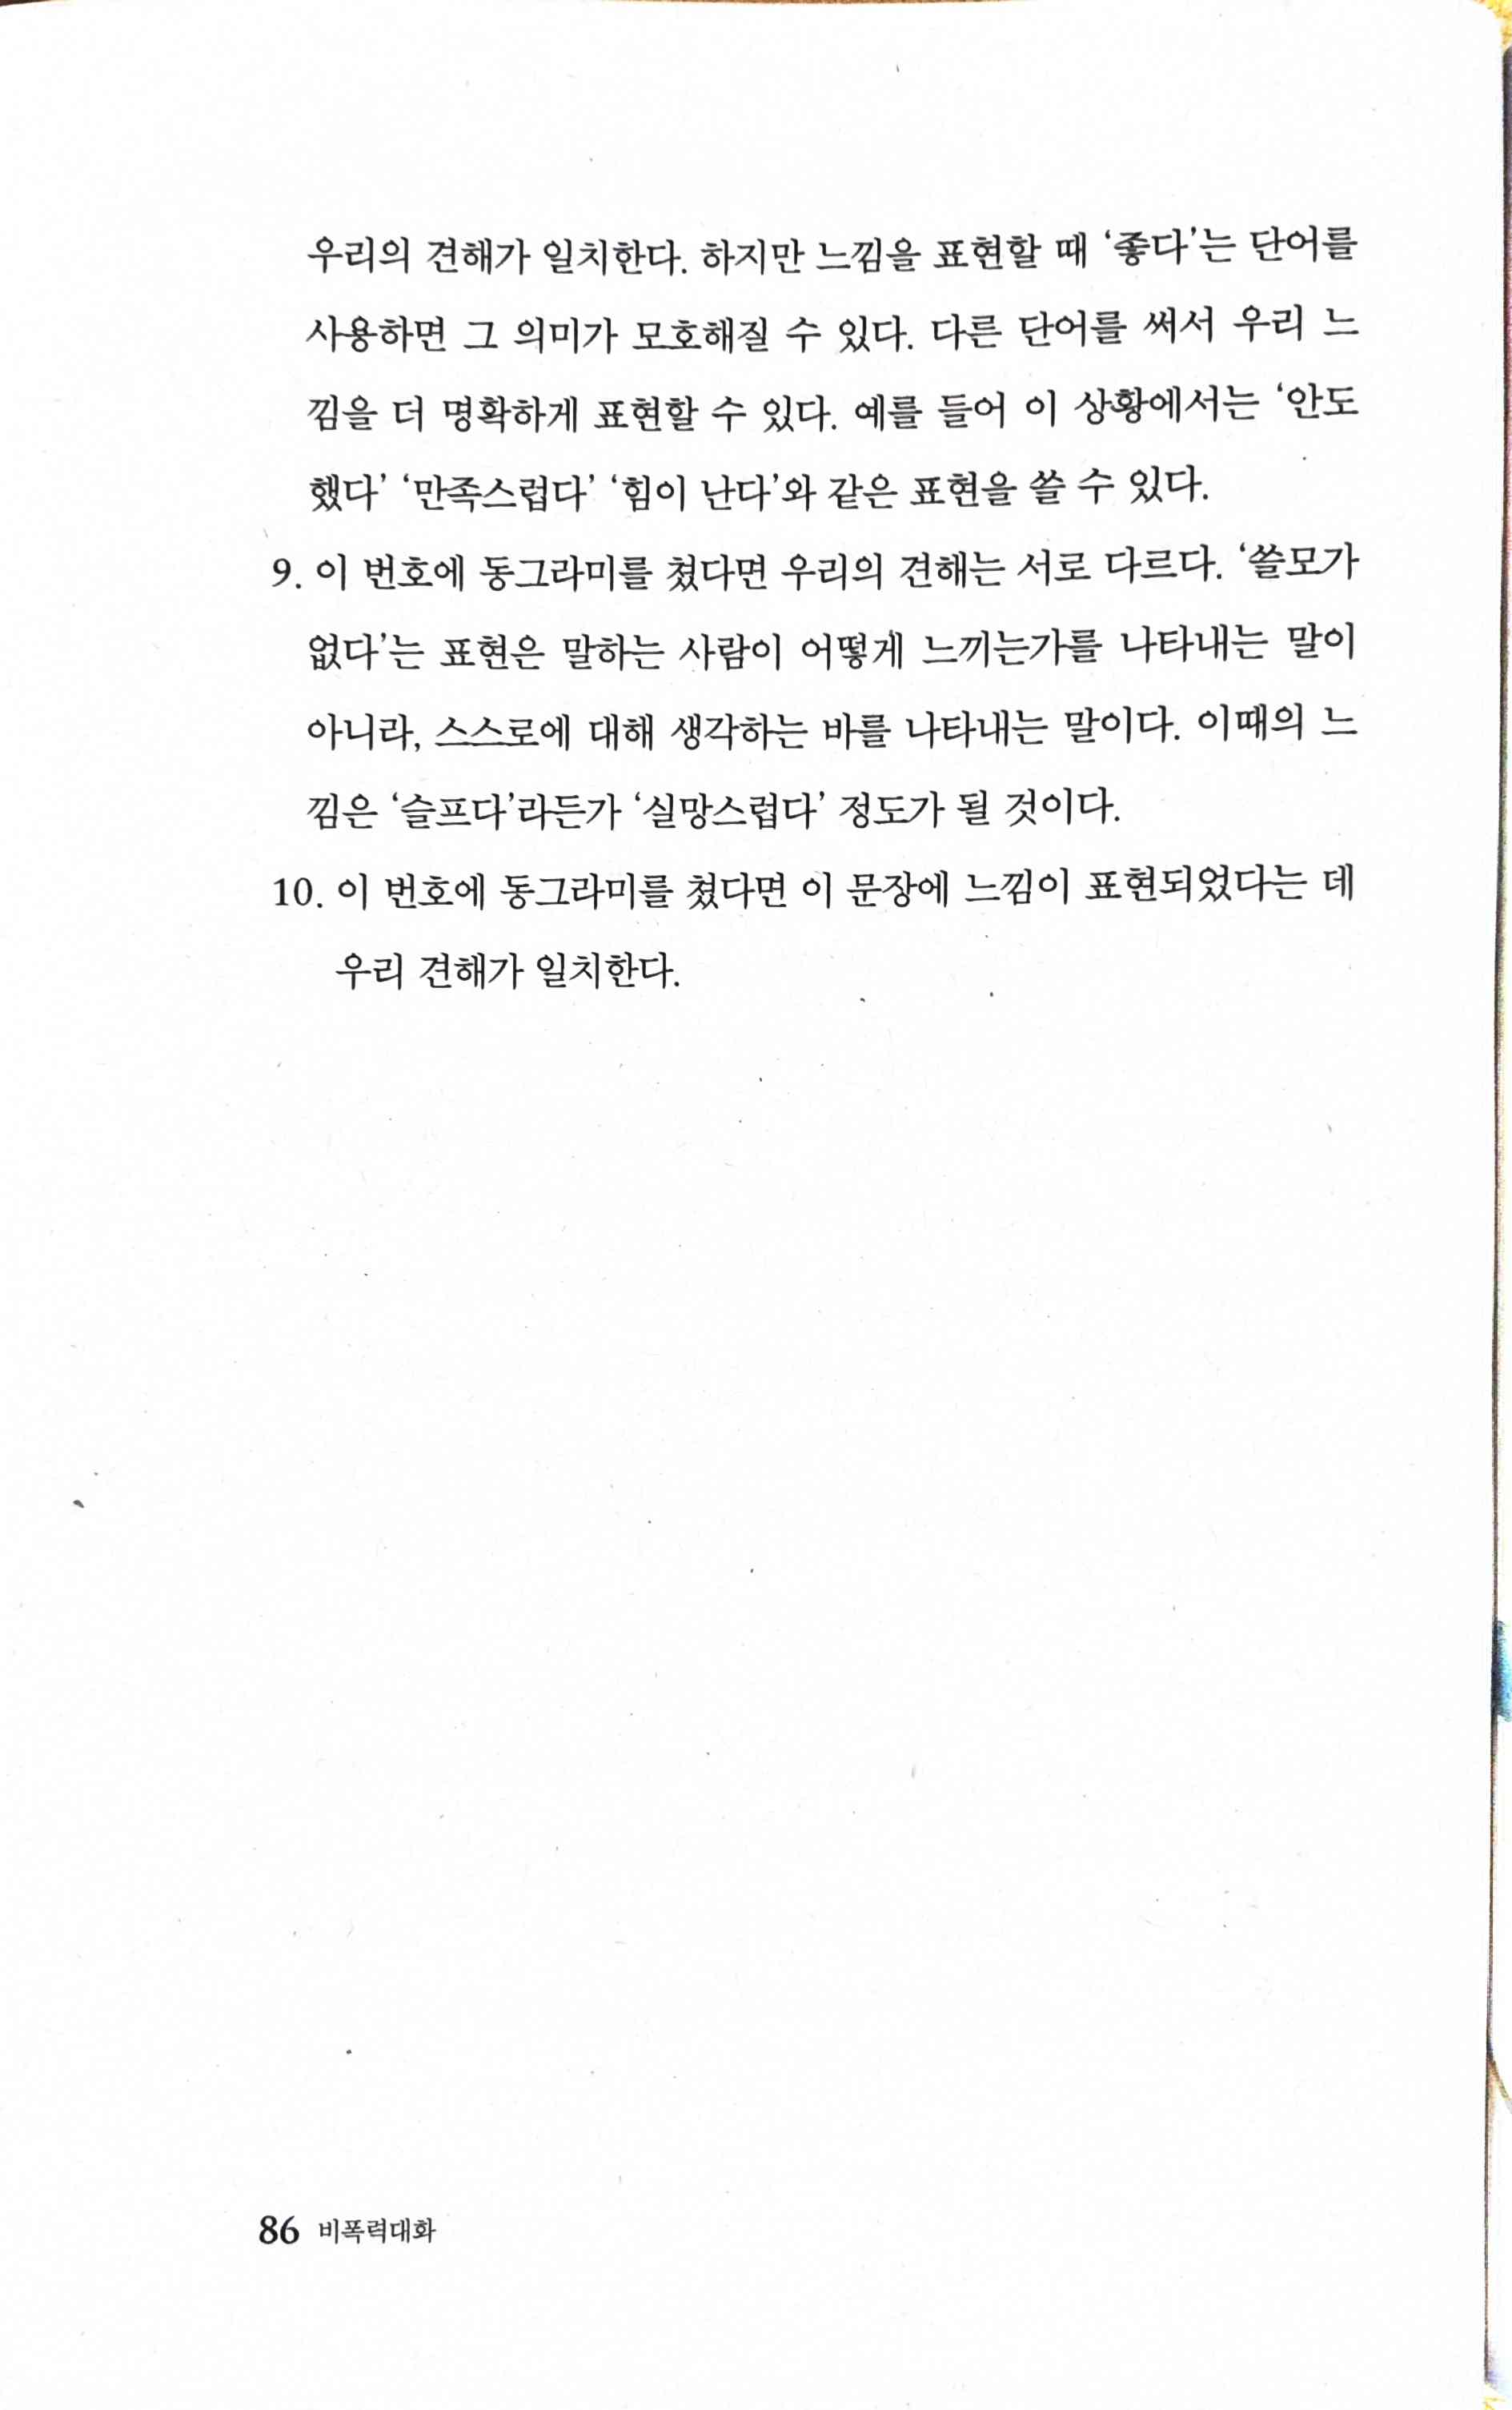 우리의 견해가 일치한다. 하지만 느낌을 표현할 때 ‘좋다’는 단어를
사용하면 그 의미가 모호해질 수 있다. 다른 단어를 써서 우리 느
낌을 더 명확하게 표현할 수 있다. 예를 들어 이 상황에서는 ‘안도
했다’ ‘만족스럽다’ ‘힘이 난다’와 같은 표현을 쓸 수 있다.
9. 이 번호에 동그라미를 쳤다면 우리의 견해는 서로 다르다. ‘쓸모가
없다’는 표현은 말하는 사람이 어떻게 느끼는가를 나타내는 말이
아니라, 스스로에 대해 생각하는 바를 나타내는 말이다. 이때의 느
낌은 ‘슬프다’라든가 ‘실망스럽다’ 정도가 될 것이다.
10. 이 번호에 동그라미를 쳤다면 이 문장에 느낌이 표현되었다는 데
우리 견해가 일치한다.
86 비폭력대화